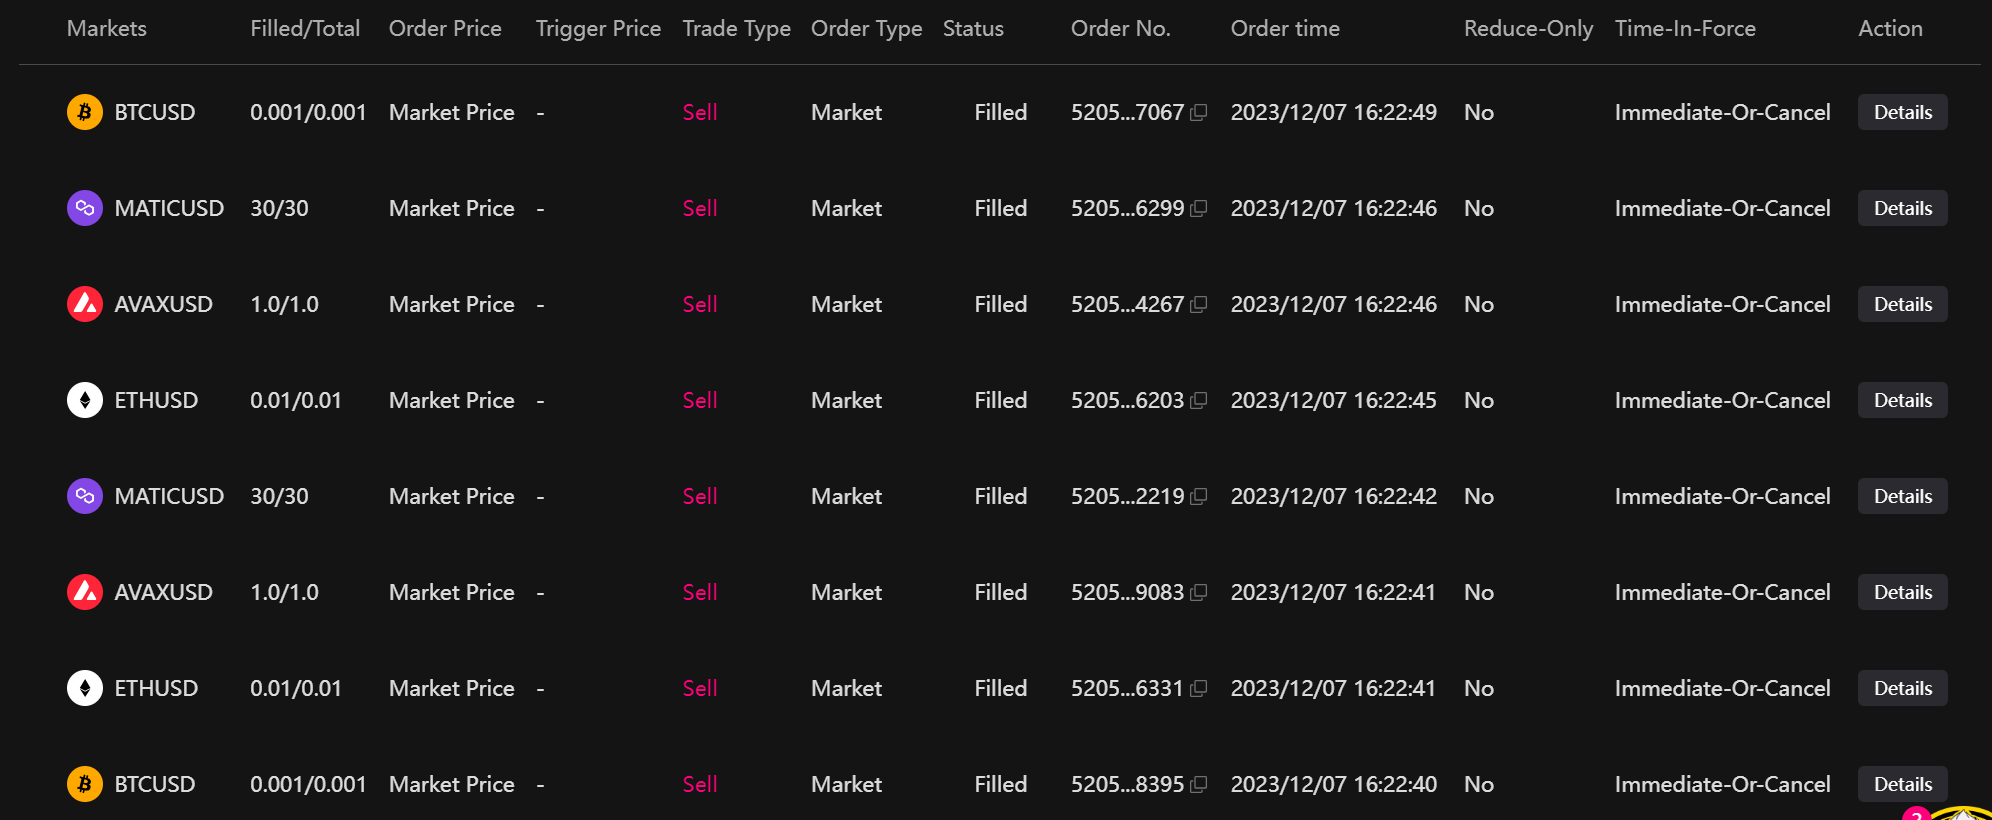 Markets Filled/Total Order Price Trigger Price Trade Type Order Type Status Order No. Order time Reduce-Only Time-In-Force Action
BTCUSD 0.001/0.001 Market Price - Sell Market Filled 5205...7067 2023/12/07 16:22:49 No Immediate-Or-Cancel Details
MATICUSD 30/30 Market Price - Sell Market Filled 5205...6299 2023/12/07 16:22:46 No Immediate-Or-Cancel Details
AVAXUSD 1.0/1.0 Market Price - Sell Market Filled 5205...4267 2023/12/07 16:22:46 No Immediate-Or-Cancel Details
ETHUSD 0.01/0.01 Market Price - Sell Market Filled 5205...6203 2023/12/07 16:22:45 No Immediate-Or-Cancel Details
MATICUSD 30/30 Market Price - Sell Market Filled 5205...2219 2023/12/07 16:22:42 No Immediate-Or-Cancel Details
AVAXUSD 1.0/1.0 Market Price - Sell Market Filled 5205...9083 2023/12/07 16:22:41 No Immediate-Or-Cancel Details
ETHUSD 0.01/0.01 Market Price - Sell Market Filled 5205...6331 2023/12/07 16:22:41 No Immediate-Or-Cancel Details
BTCUSD 0.001/0.001 Market Price - Sell Market Filled 5205...8395 2023/12/07 16:22:40 No Immediate-Or-Cancel Details